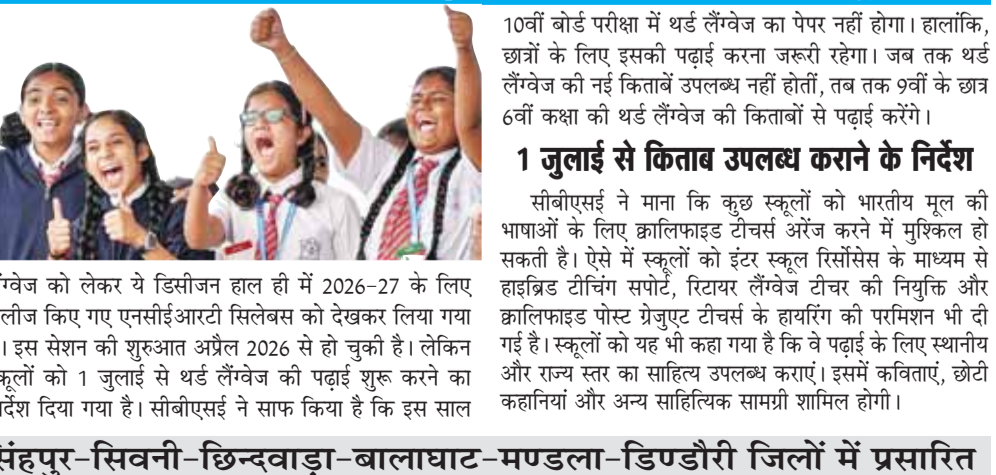 को लेकर ये डिसीजन हाल ही में 2026-27 के लिए
किए गए एनसीईआरटी सिलेबस को देखकर लिया गया
। इस सेशन की शुरुआत अप्रैल 2026 से हो चुकी है। लेकिन
को 1 जुलाई से थर्ड लैंग्वेज की पढ़ाई शुरू करने का
दिया गया है। सीबीएसई ने साफ किया है कि इस साल
10वीं बोर्ड परीक्षा में थर्ड लैंग्वेज का पेपर नहीं होगा। हालांकि,
छात्रों के लिए इसकी पढ़ाई करना जरूरी रहेगा। जब तक थर्ड
लैंग्वेज की नई किताबें उपलब्ध नहीं होतीं, तब तक 9वीं के छात्र
6वीं कक्षा की थर्ड लैंग्वेज की किताबों से पढ़ाई करेंगे।
1 जुलाई से किताब उपलब्ध कराने के निर्देश
सीबीएसई ने माना कि कुछ स्कूलों को भारतीय मूल की
भाषाओं के लिए क्वालिफाइड टीचर्स अरेंज करने में मुश्किल हो
सकती है। ऐसे में स्कूलों को इंटर स्कूल रिर्सोसेस के माध्यम से
हाइब्रिड टीचिंग सपोर्ट, रिटायर लैंग्वेज टीचर की नियुक्ति और
क्वालिफाइड पोस्ट ग्रेजुएट टीचर्स के हायरिंग की परमिशन भी दी
गई है। स्कूलों को यह भी कहा गया है कि वे पढ़ाई के लिए स्थानीय
और राज्य स्तर का साहित्य उपलब्ध कराएं। इसमें कविताएं, छोटी
कहानियां और अन्य साहित्यिक सामग्री शामिल होगी।
-सिवनी-छिन्दवाड़ा-बालाघाट-मण्डला-डिण्डौरी जिलों में प्रसारित